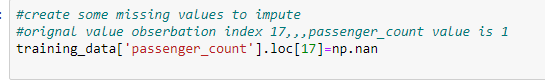 #create some missing values to impute
#orignal value obserbation index 17,,,passenger_count value is 1
training_data['passenger_count'].loc[17]=np.nan